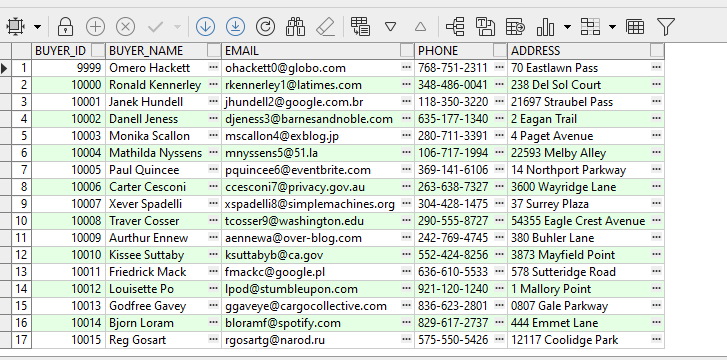 BUYER_ID BUYER_NAME EMAIL PHONE ADDRESS
1 9999 Omero Hackett ohackett0@globo.com 768-751-2311 70 Eastlawn Pass
2 10000 Ronald Kennerley rkennerley1@latimes.com 348-486-0041 238 Del Sol Court
3 10001 Janek Hundell jhundell2@google.com.br 118-350-3220 21697 Straubel Pass
4 10002 Danell Jeness djeness3@barnesandnoble.com 635-177-1340 2 Eagan Trail
5 10003 Monika Scallon mscallon4@exblog.jp 280-711-3391 4 Paget Avenue
6 10004 Mathilda Nyssens mnyssens5@51.la 106-717-1994 22593 Melby Alley
7 10005 Paul Quincee pquincee6@eventbrite.com 369-141-6106 14 Northport Parkway
8 10006 Carter Cesconi ccesconi7@privacy.gov.au 263-638-7327 3600 Wayridge Lane
9 10007 Xever Spadelli xspadelli8@simplemachines.org 304-428-1475 37 Surrey Plaza
10 10008 Traver Cosser tcosser9@washington.edu 290-555-8727 54355 Eagle Crest Avenue
11 10009 Aurthur Ennew aennewa@over-blog.com 242-769-4745 380 Buhler Lane
12 10010 Kissee Suttaby ksuttabyb@ca.gov 552-424-8256 3873 Mayfield Point
13 10011 Friedrick Mack fmackc@google.pl 636-610-5533 578 Sutteridge Road
14 10012 Louisette Po lpod@stumbleupon.com 921-120-1240 1 Mallory Point
15 10013 Godfree Gavey ggaveye@cargocollective.com 836-623-2801 0807 Gale Parkway
16 10014 Bjorn Loram bloramf@spotify.com 829-617-2737 444 Emmet Lane
17 10015 Reg Gosart rgosartg@narod.ru 575-550-5426 12117 Coolidge Park